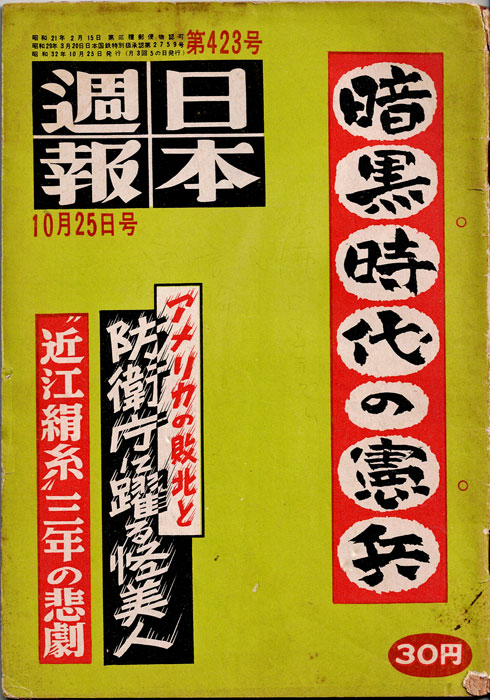 昭和21年2月15日第三種郵便物認可
昭和29年3月20日日本国鉄特別扱承認第2759号
昭和32年10月25日発行(月3回5の日発行)
第423号
日本
週報
10月25日号
暗黒時代の憲兵
アメリカの敗北と
防衛庁に躍る怪美人
“近江絹糸”三年の悲劇
30円